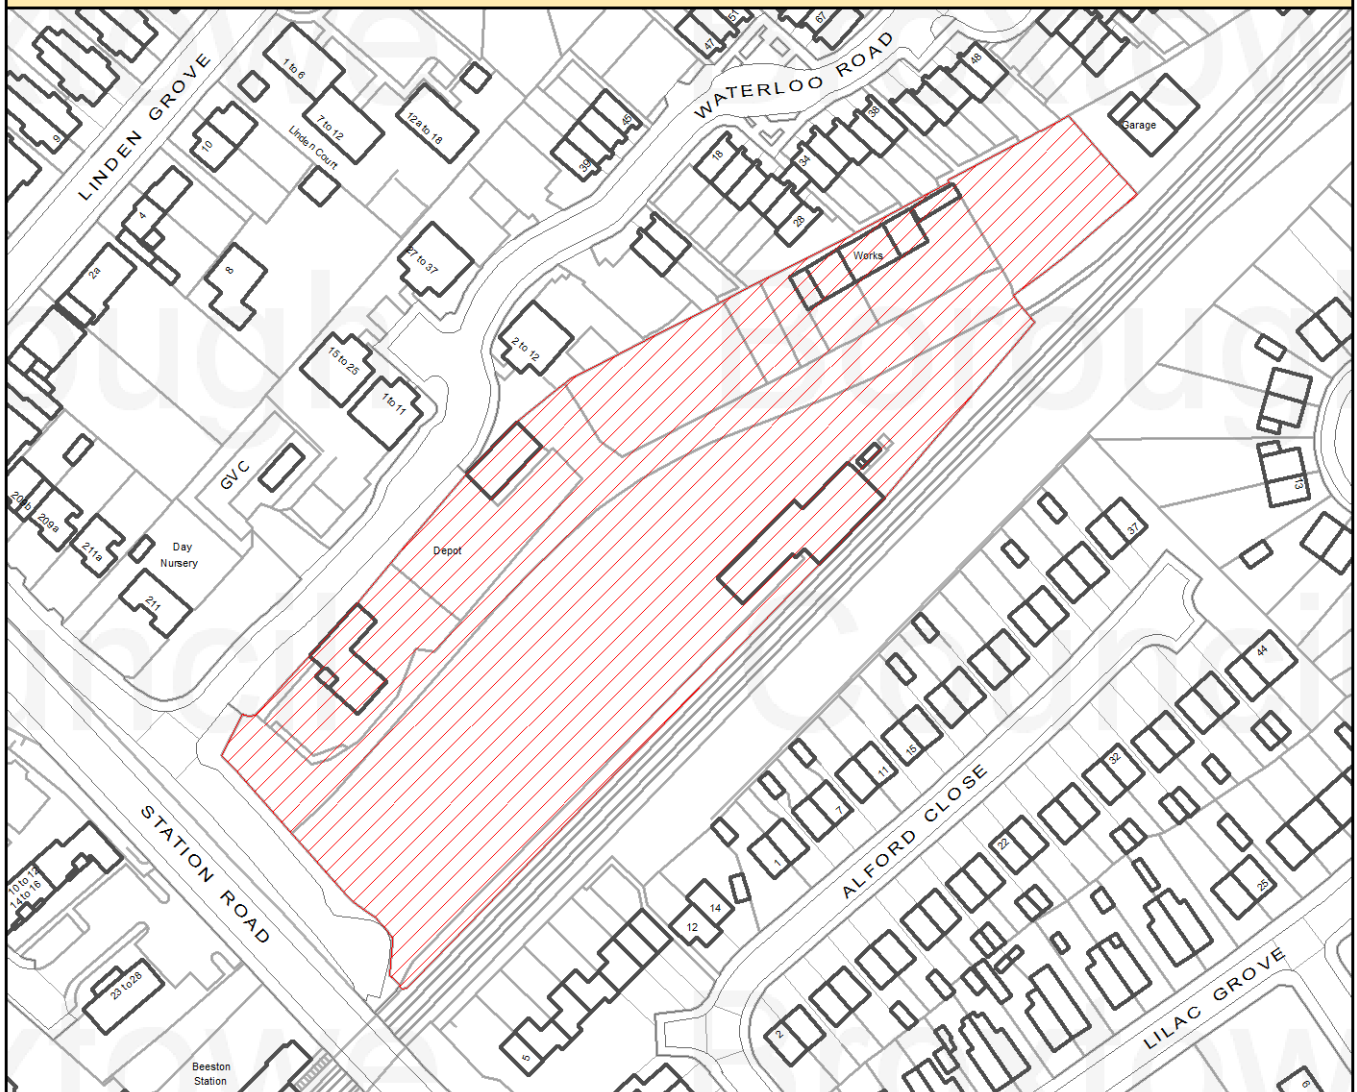 LINDEN GROVE
1 to 6
7 to 12
Linden Court
12a to 18
10
9
4
8
2a
27 to 37
15 to 25
1 to 11
2 to 12
39
45
47
51
67
WATERLOO ROAD
18
28
34
38
48
Garage
Works
GVC
209b
209a
211a
211
Day
Nursery
Depot
STATION ROAD
10 to 12
14 to 16
23 to 28
Beeston
Station
13
37
44
32
22
15
11
7
1
14
12
5
2
25
6
ALFORD CLOSE
LILAC GROVE
Council